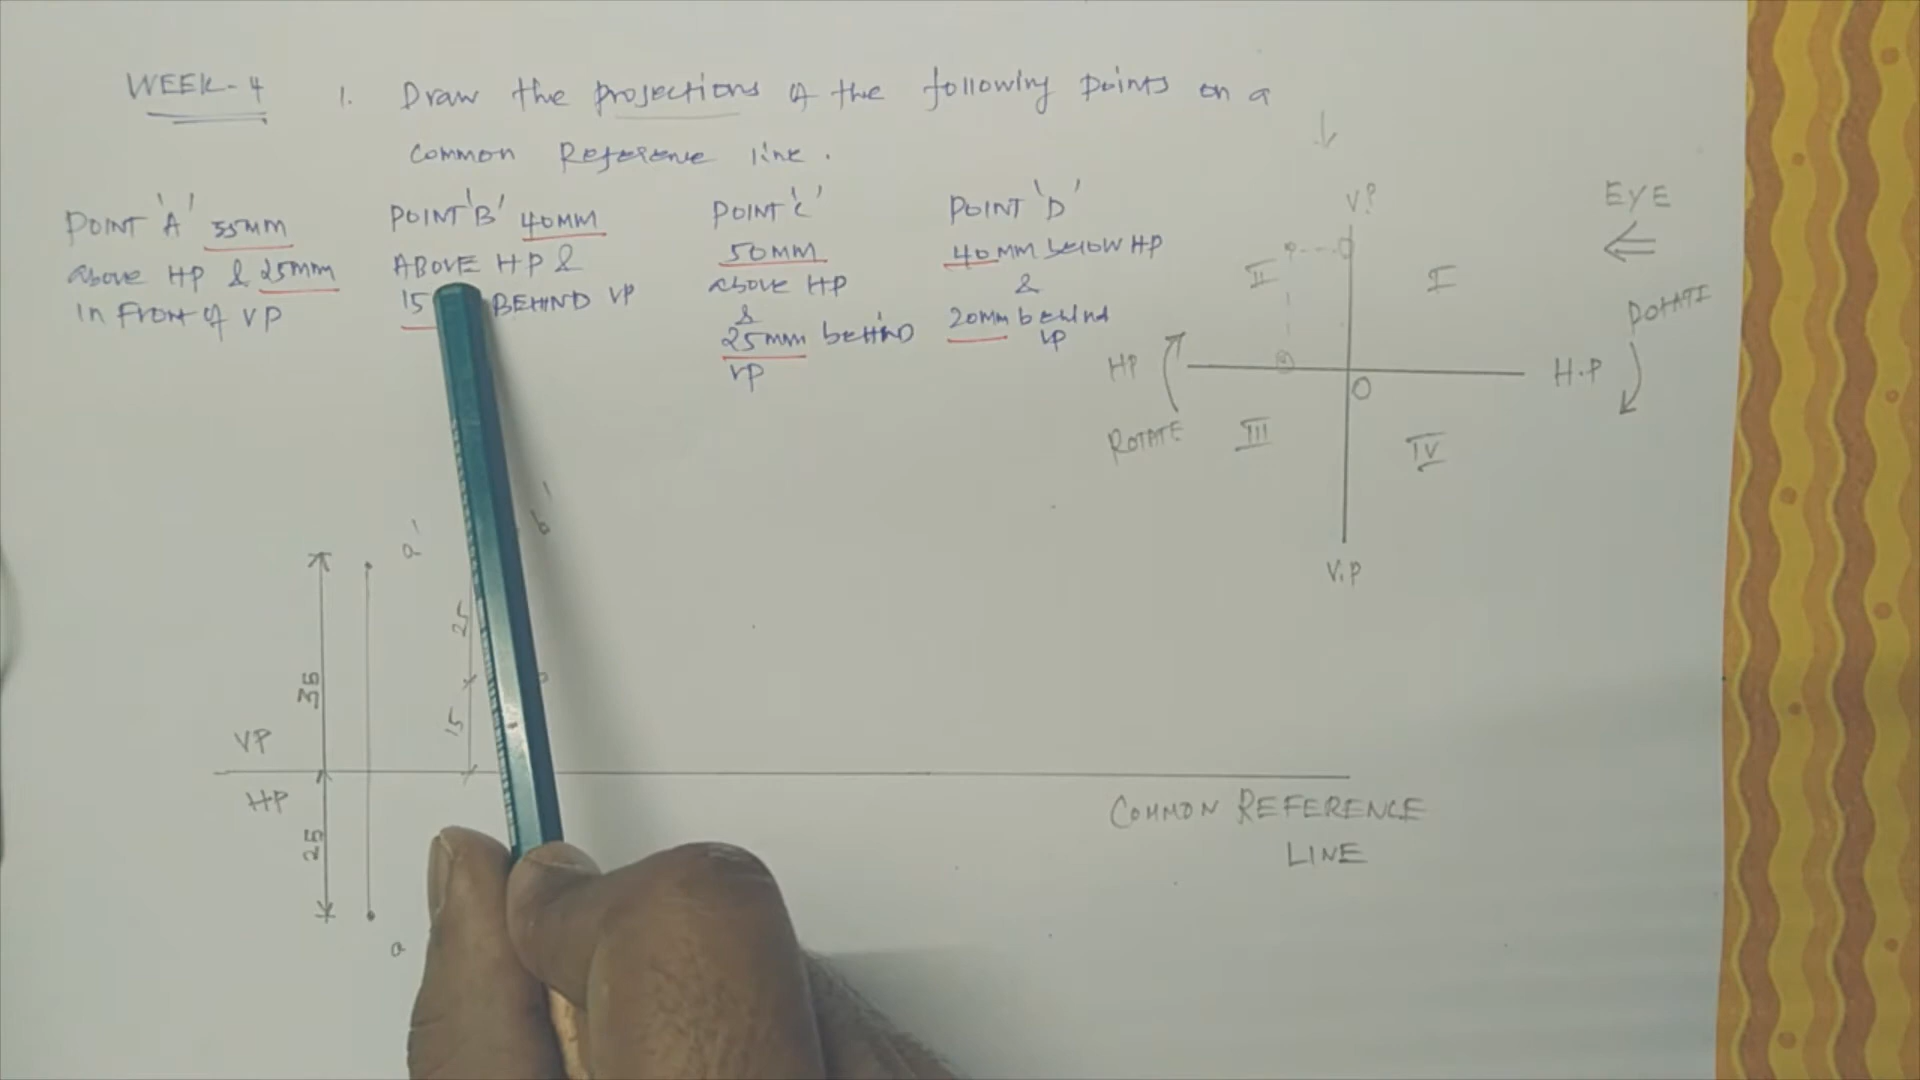 WEEK-4 1. Draw the projections of the following points on a
common Reference line.
POINT 'A' 35MM
above HP & 25mm
in Front of VP
POINT 'B' 40MM
ABOVE HP &
15 BEHIND VP
POINT 'C'
50MM
above HP
&
25mm behind
VP
POINT 'D'
40MM below HP
&
20mm behind
VP
V.P
EYE
II
I
ROTATE
HP
H.P
O
ROTATE
III
IV
V.P
a'
b'
25
35
15
VP
HP
25
a
COMMON REFERENCE
LINE